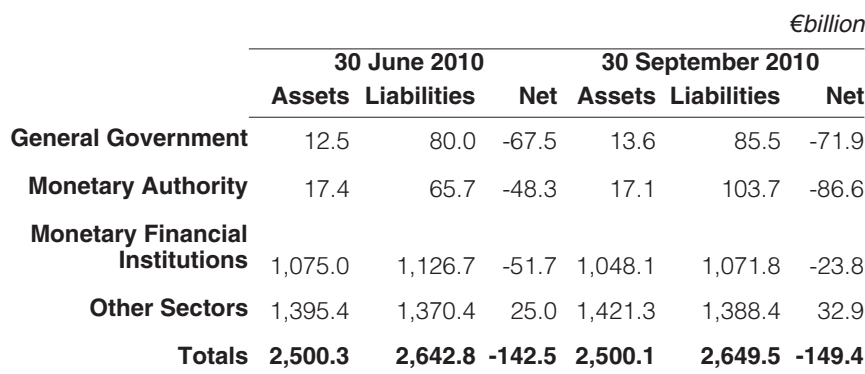 €billion
30 June 2010 30 September 2010
Assets Liabilities Net Assets Liabilities Net
General Government 12.5 80.0 -67.5 13.6 85.5 -71.9
Monetary Authority 17.4 65.7 -48.3 17.1 103.7 -86.6
Monetary Financial
Institutions 1,075.0 1,126.7 -51.7 1,048.1 1,071.8 -23.8
Other Sectors 1,395.4 1,370.4 25.0 1,421.3 1,388.4 32.9
Totals 2,500.3 2,642.8 -142.5 2,500.1 2,649.5 -149.4